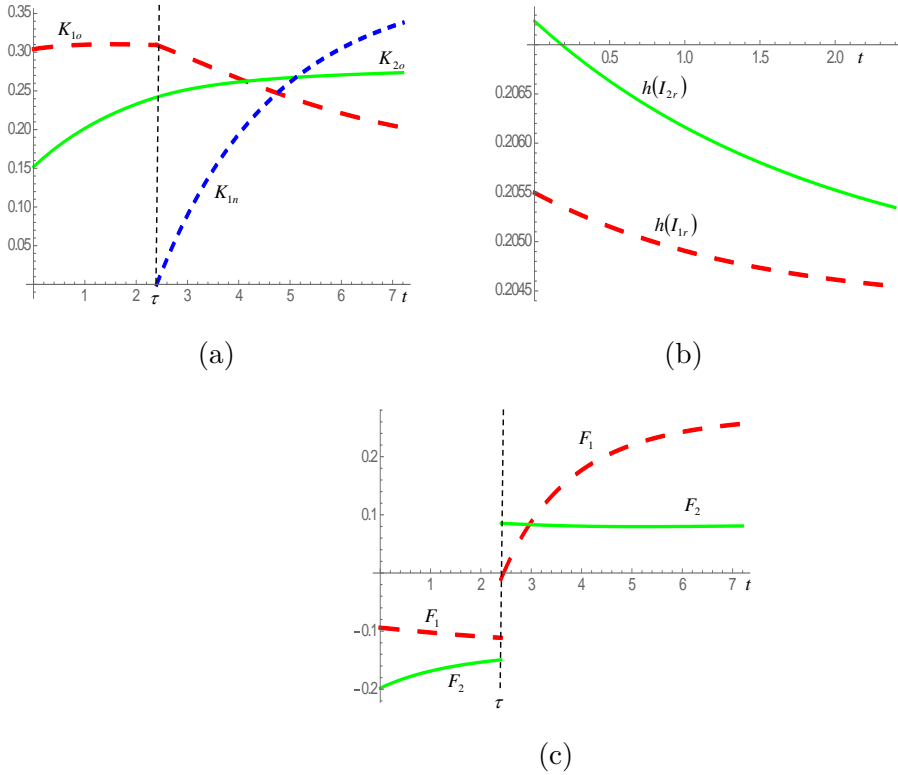 K1o
0.35
0.30
0.25
0.20
0.15
0.10
0.05
K2o
K1n
1 2 τ 3 4 5 6 7 t
(a)
0.5 1.0 1.5 2.0 t
0.2065
0.2060
0.2055
0.2050
0.2045
h(I2r)
h(I1r)
(b)
0.2
0.1
-0.1
-0.2
F1
F2
F1
F2
1 2 3 4 5 6 7 t
τ
(c)